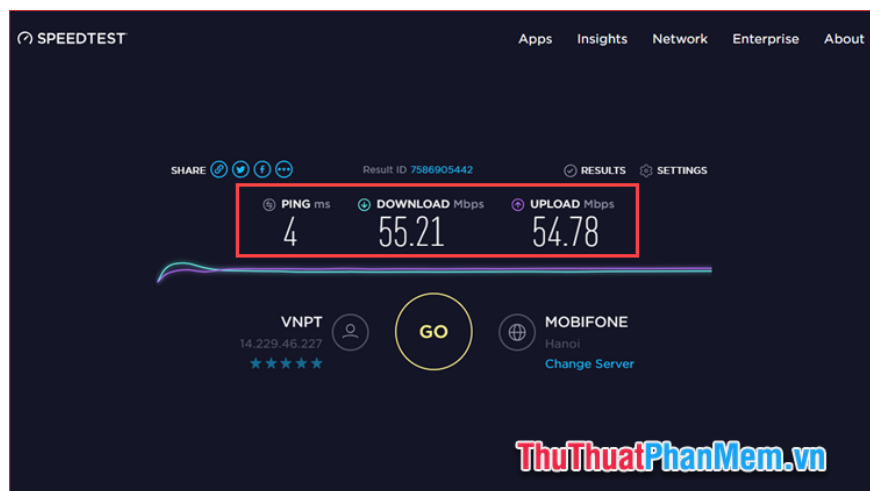 SPEEDTEST
Apps Insights Network Enterprise About
SHARE Result ID 7586905442 RESULTS SETTINGS
PING ms DOWNLOAD Mbps UPLOAD Mbps
4 55.21 54.78
VNPT GO MOBIFONE
14.229.46.227 Hanoi
Change Server
ThuThuatPhanMem.vn